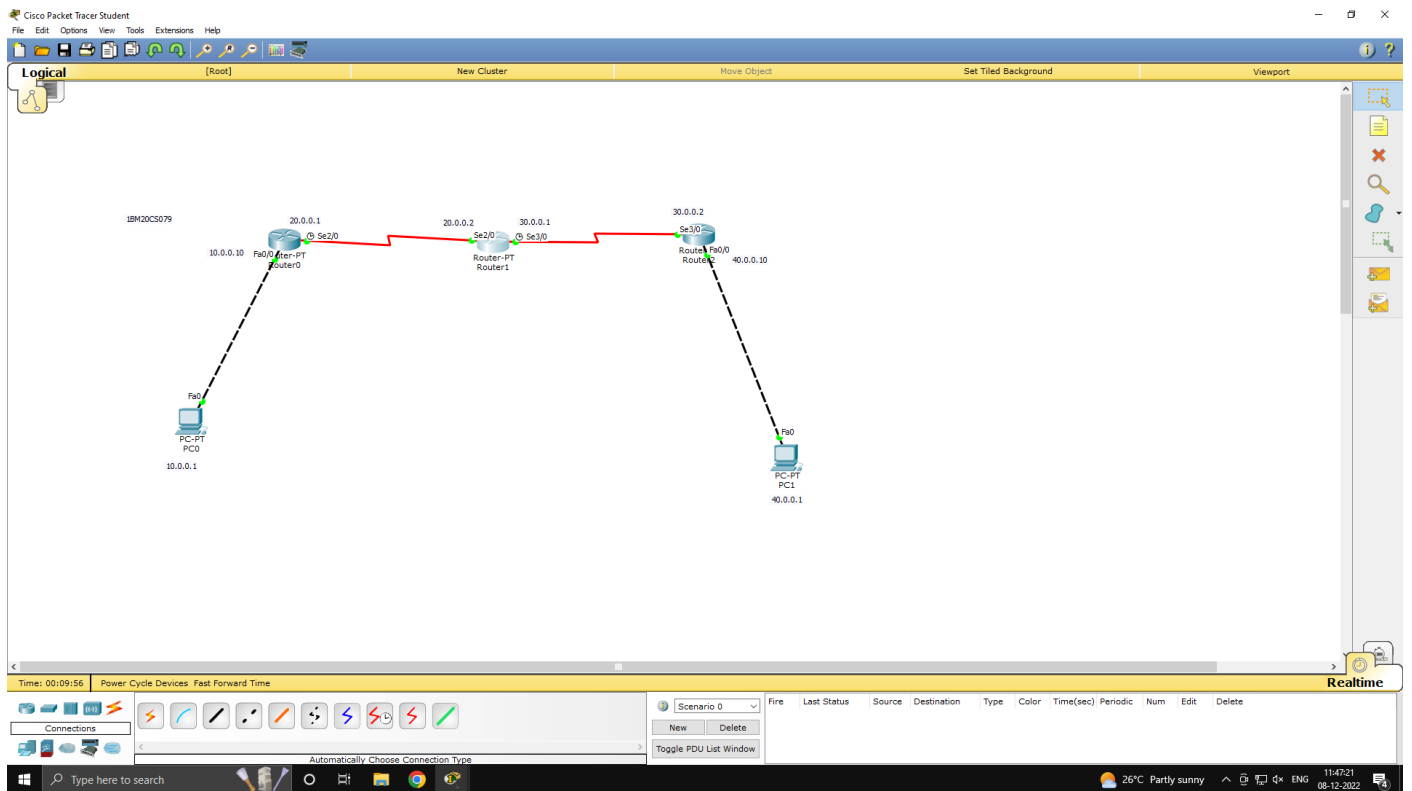 Cisco Packet Tracer Student
File Edit Options View Tools Extensions Help
Logical [Root] New Cluster Move Object Set Tiled Background Viewport
1BM20CS079
20.0.0.1
20.0.0.2
30.0.0.1
30.0.0.2
Se2/0
Se2/0
Se3/0
Se3/0
10.0.0.10
Fa0/0
Router0
Router-PT
Router1
Fa0/0
Router2
40.0.0.10
Fa0
PC-PT
PC0
10.0.0.1
Fa0
PC-PT
PC1
40.0.0.1
Time: 00:09:56 Power Cycle Devices Fast Forward Time
Realtime
Connections
Automatically Choose Connection Type
Scenario 0
New Delete
Toggle PDU List Window
Fire Last Status Source Destination Type Color Time(sec) Periodic Num Edit Delete
Type here to search
26°C Partly sunny
ENG
11:47:21
08-12-2022
4